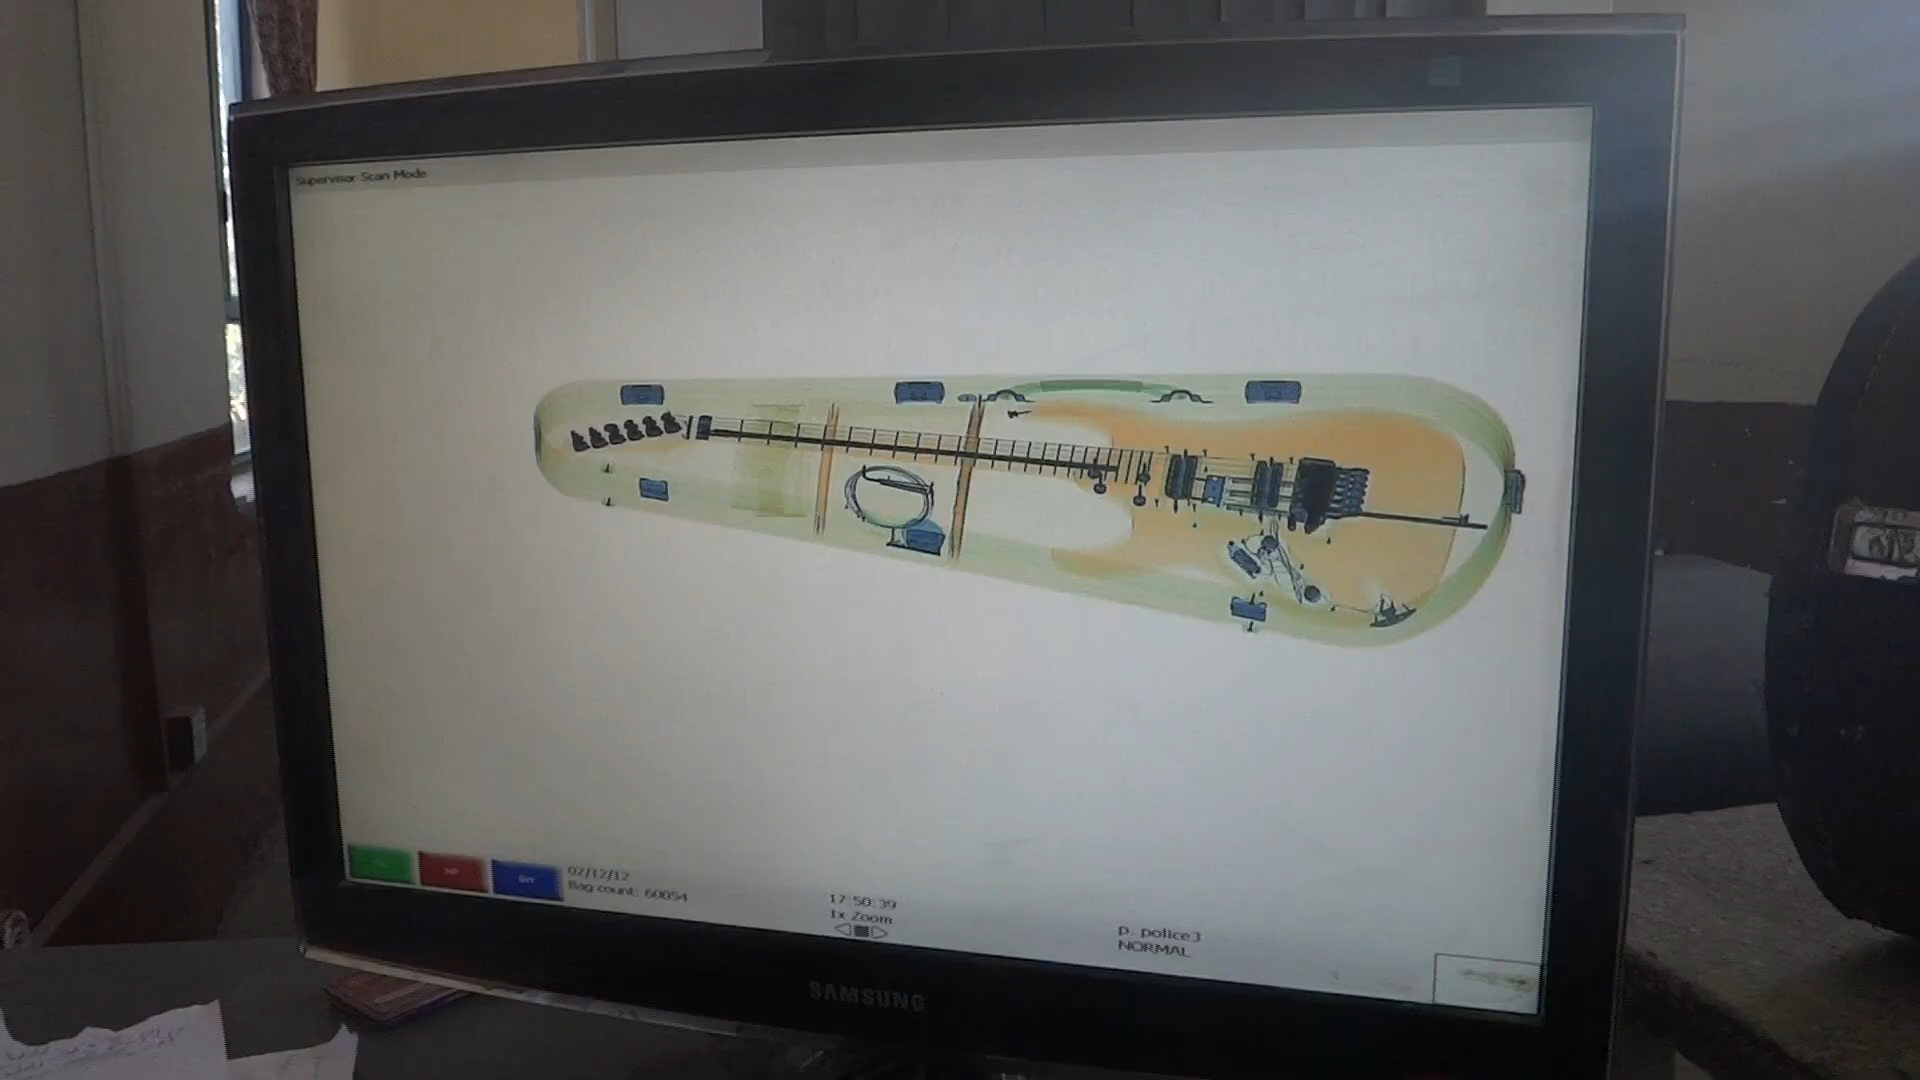 Supervisor Scan Mode
07/12/12
Bag count: 60054
17:50:39
1x Zoom
p. police3
NORMAL
SAMSUNG